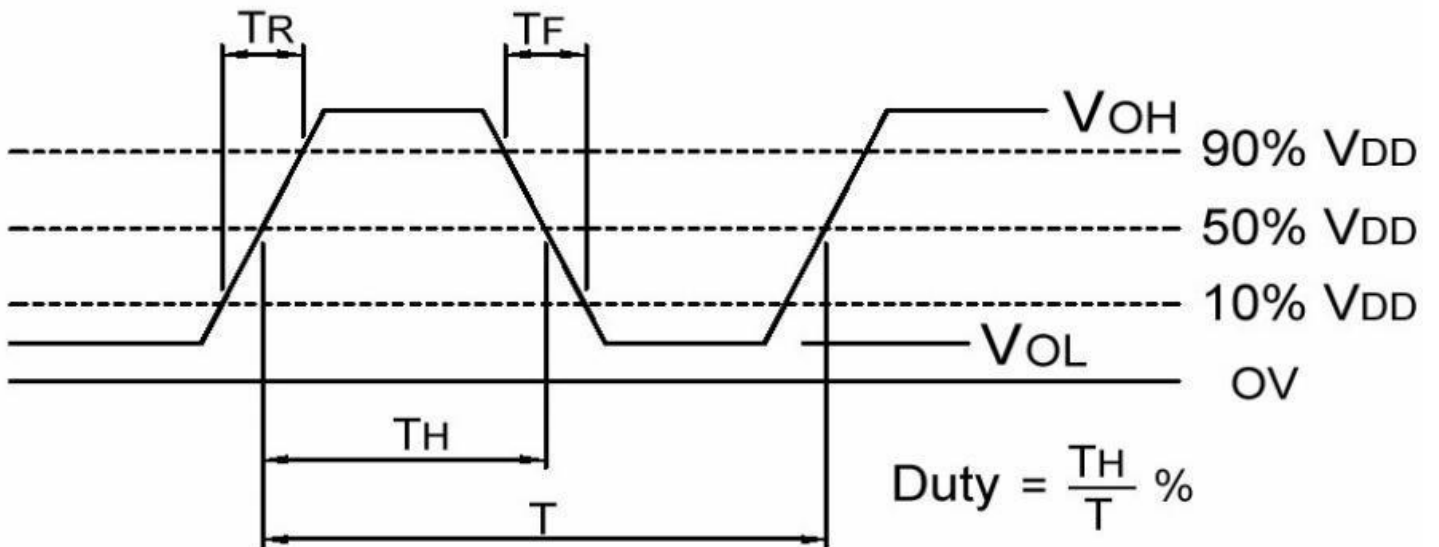 TR
TF
VOH
90% VDD
50% VDD
10% VDD
VOL
OV
TH
Duty = TH/T %
T